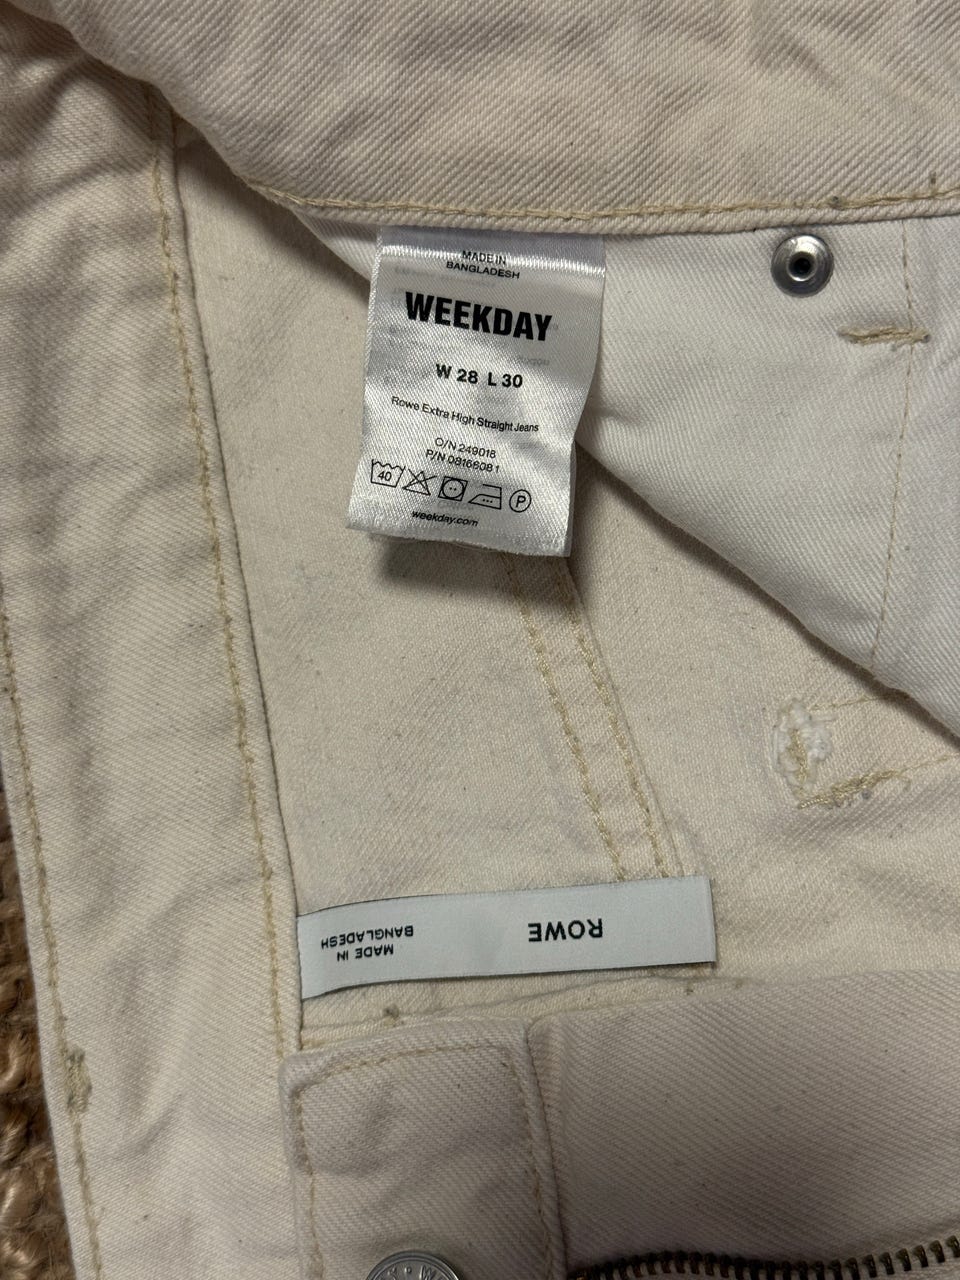 MADE IN
BANGLADESH
WEEKDAY
W 28 L 30
Rowe Extra High Straight Jeans
O/N 249018
P/N 08166081
40
P
weekday.com
ROWE
MADE IN
BANGLADESH